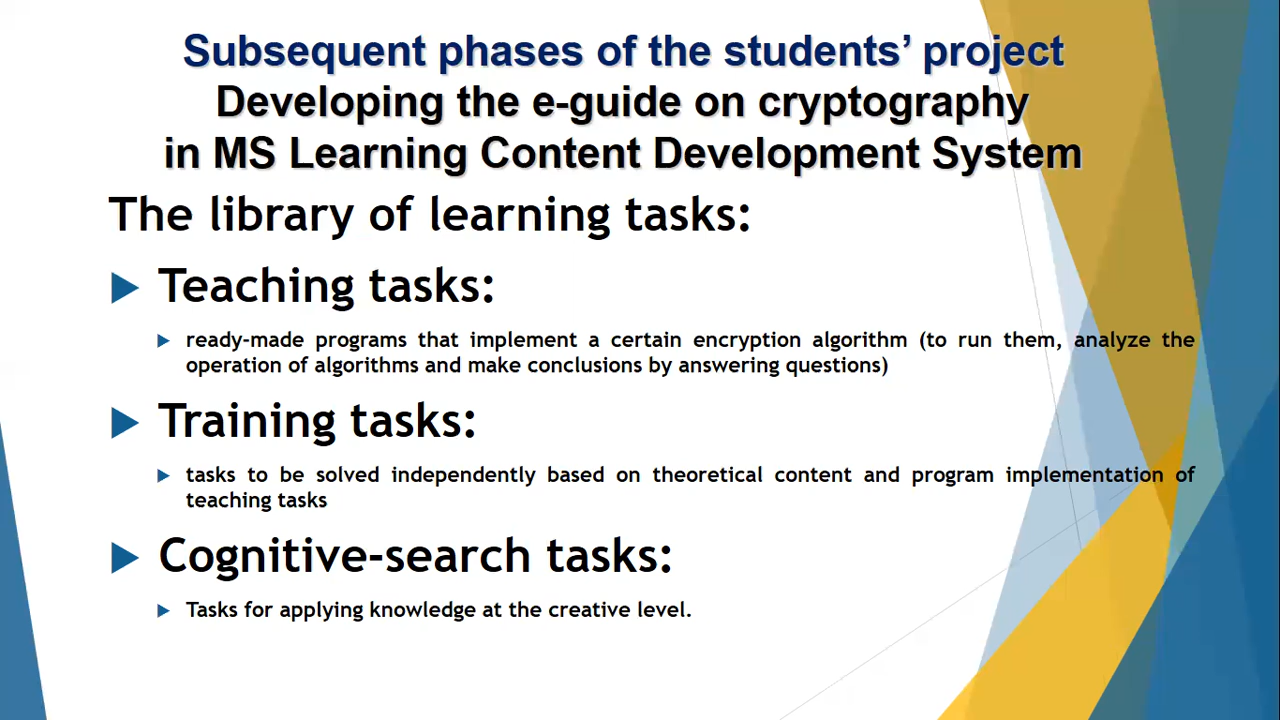 Subsequent phases of the students’ project
Developing the e-guide on cryptography
in MS Learning Content Development System
The library of learning tasks:
Teaching tasks:
ready-made programs that implement a certain encryption algorithm (to run them, analyze the
operation of algorithms and make conclusions by answering questions)
Training tasks:
tasks to be solved independently based on theoretical content and program implementation of
teaching tasks
Cognitive-search tasks:
Tasks for applying knowledge at the creative level.